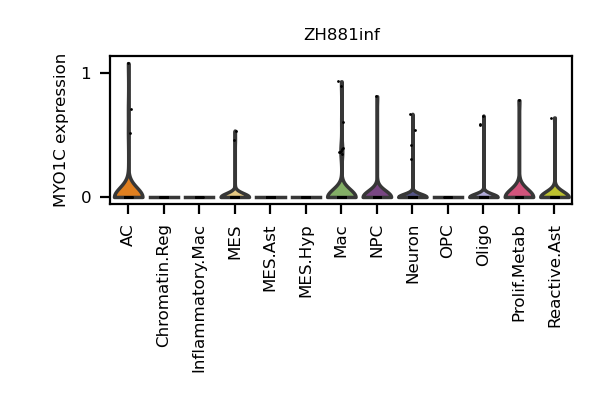 ZH881inf
MYO1C expression
1
0
AC
Chromatin.Reg
Inflammatory.Mac
MES
MES.Ast
MES.Hyp
Mac
NPC
Neuron
OPC
Oligo
Prolif.Metab
Reactive.Ast